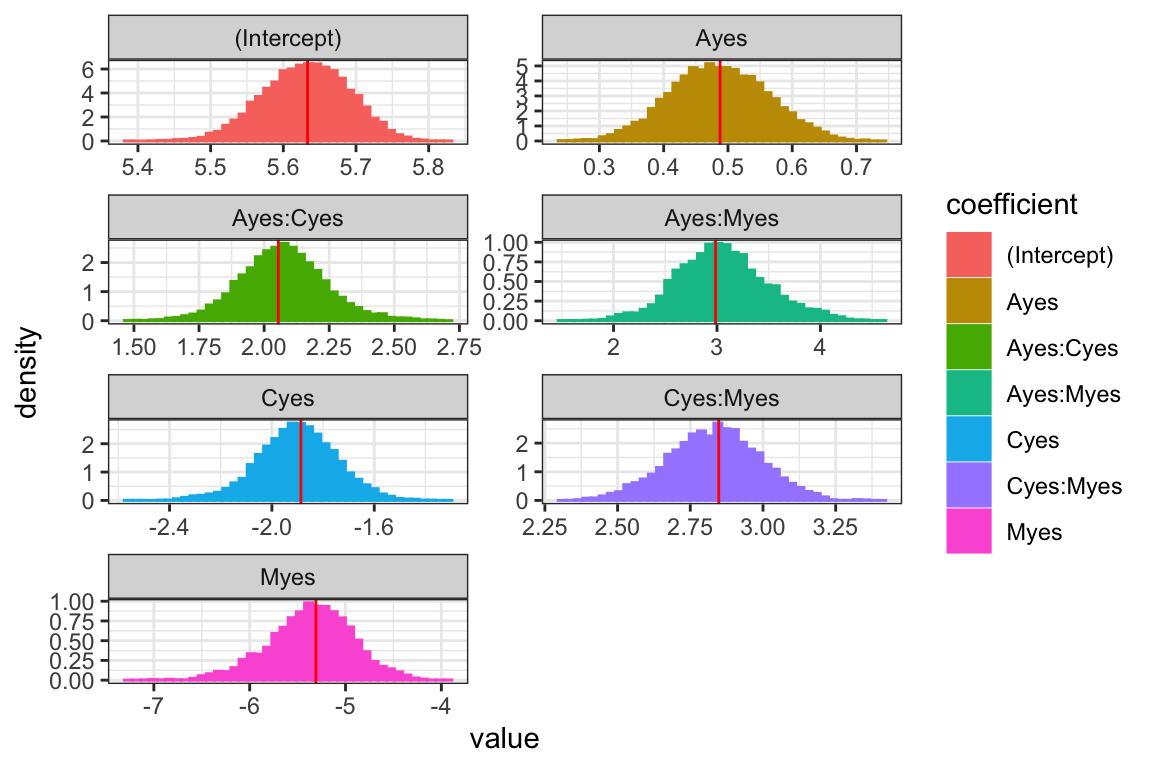 (Intercept)
6
4
2
0
5.4 5.5 5.6 5.7 5.8
Ayes
5
4
3
2
1
0
0.3 0.4 0.5 0.6 0.7
Ayes:Cyes
2
1
0
1.50 1.75 2.00 2.25 2.50 2.75
Ayes:Myes
1.00
0.75
0.50
0.25
0.00
2 3 4
Cyes
2
1
0
-2.4 -2.0 -1.6
Cyes:Myes
2
1
0
2.25 2.50 2.75 3.00 3.25
Myes
1.00
0.75
0.50
0.25
0.00
-7 -6 -5 -4
density
value
coefficient
(Intercept)
Ayes
Ayes:Cyes
Ayes:Myes
Cyes
Cyes:Myes
Myes